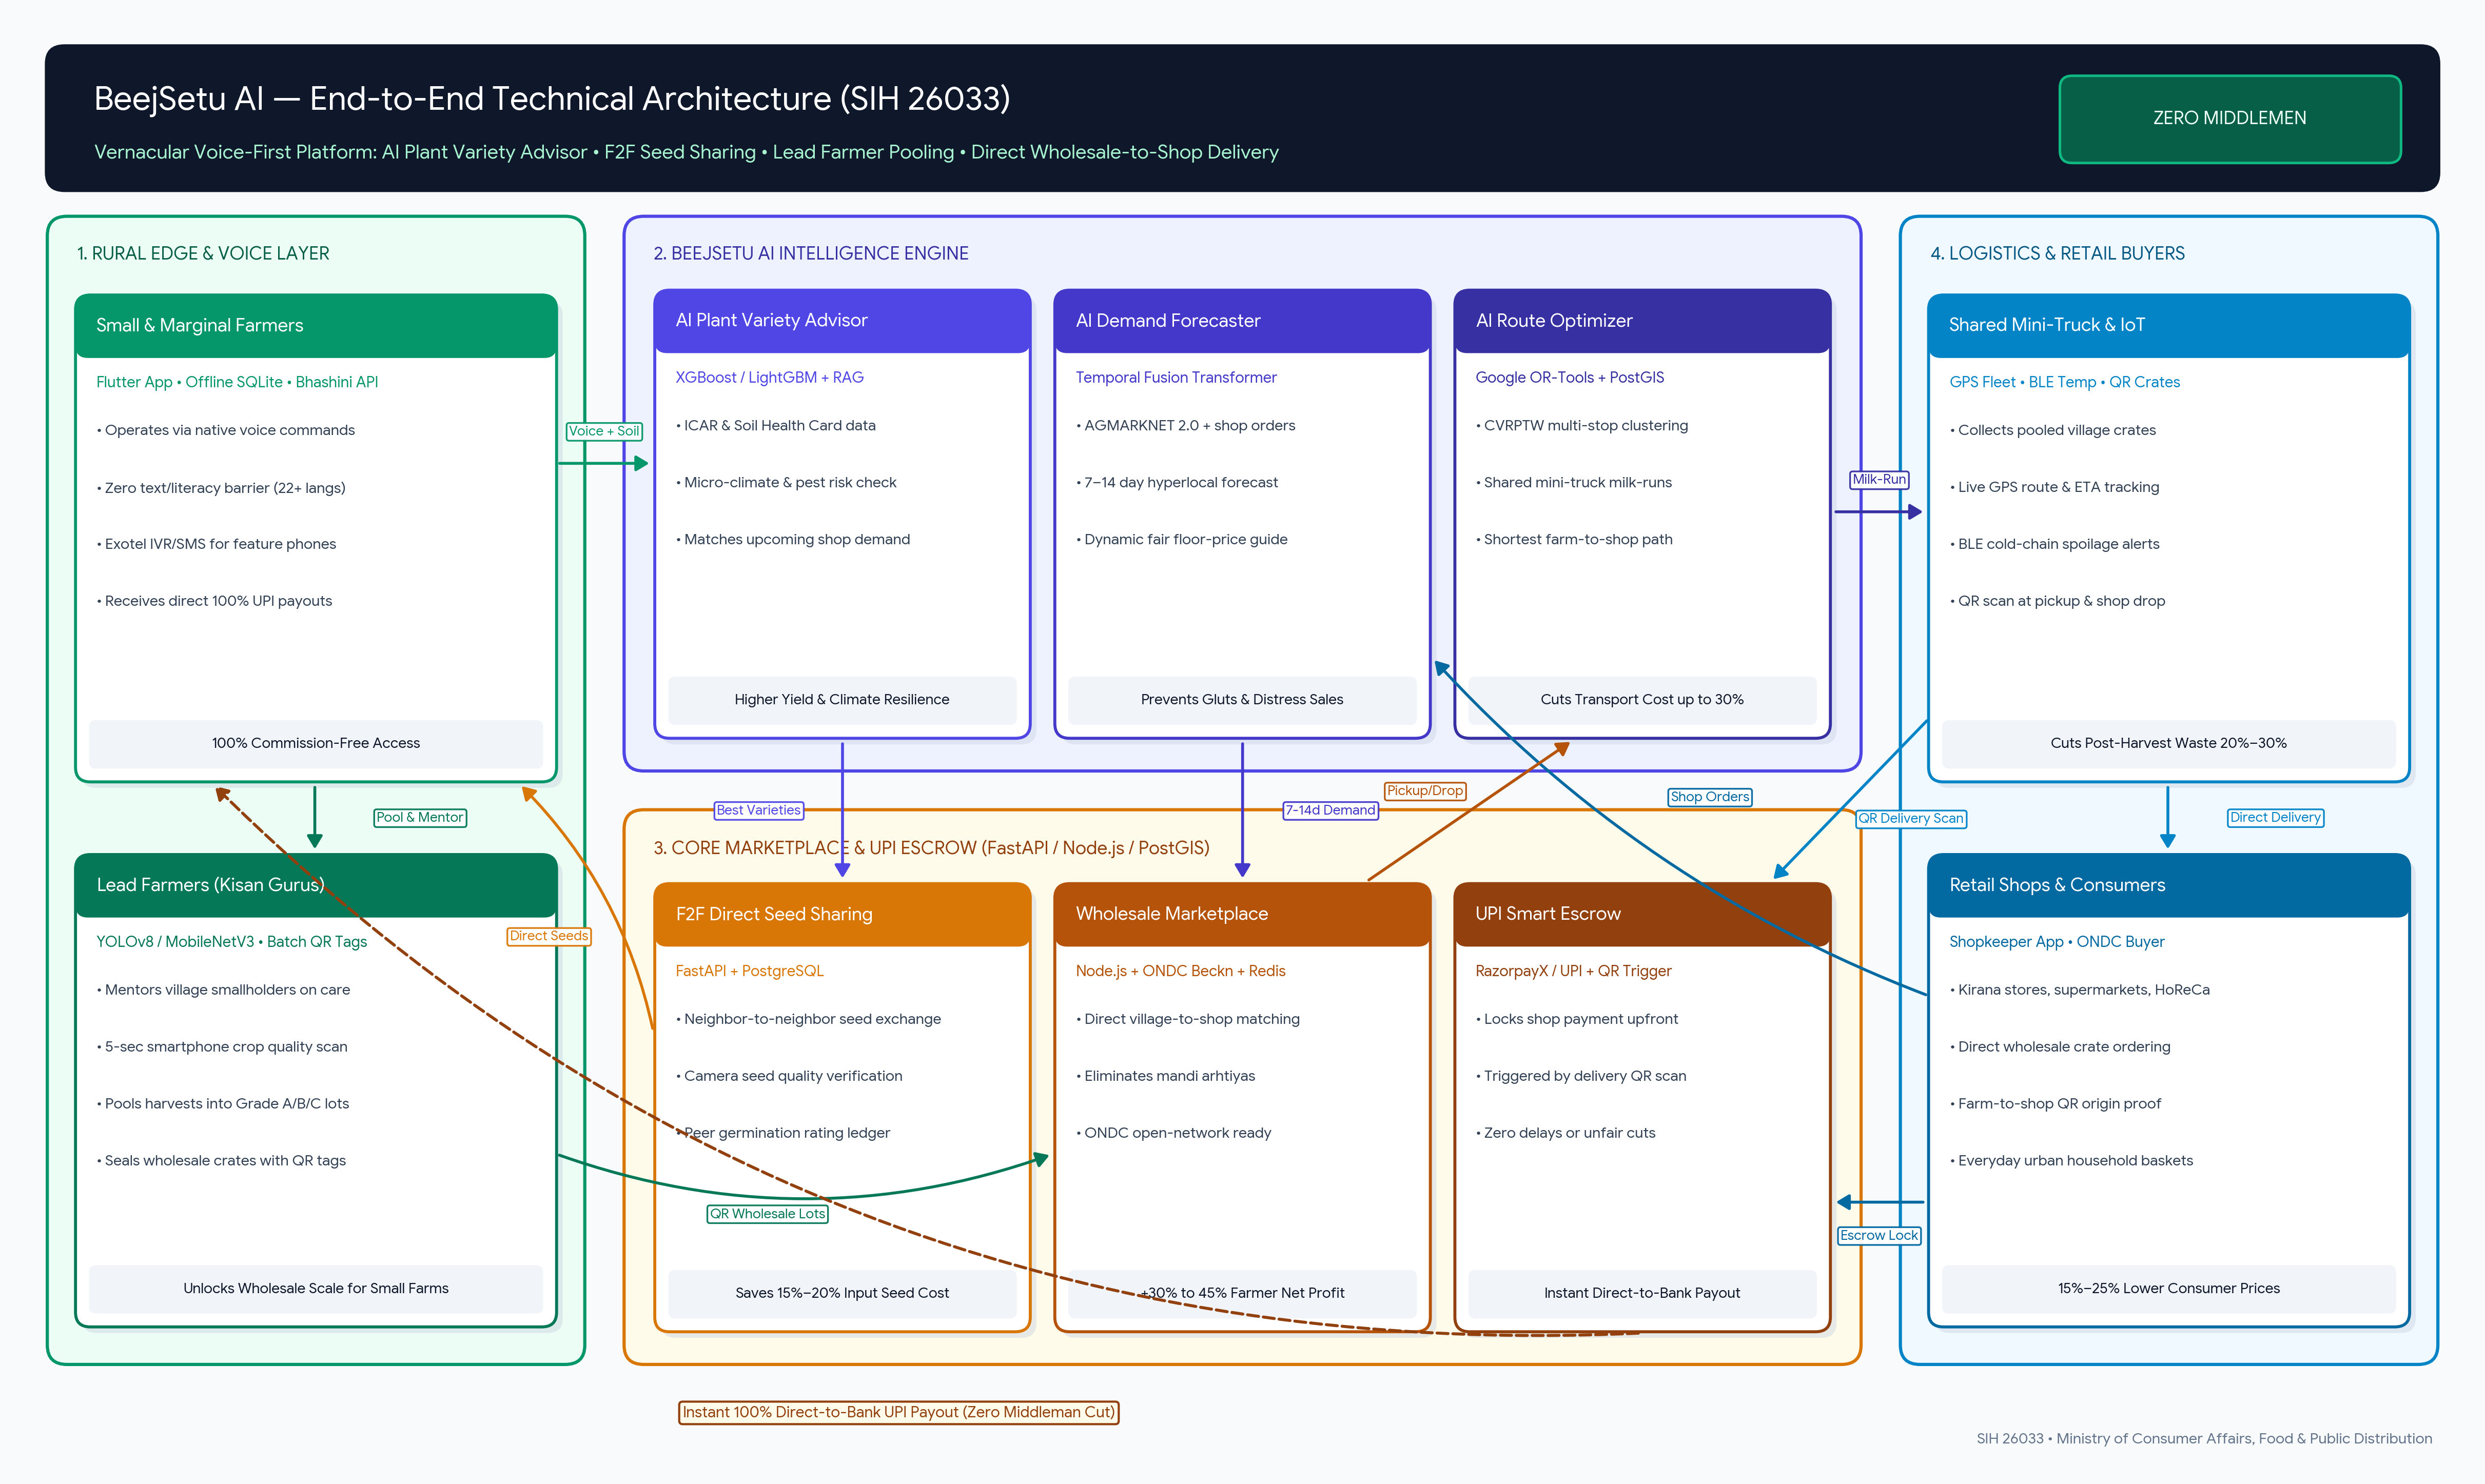 BeejSetu AI — End-to-End Technical Architecture (SIH 26033)
Vernacular Voice-First Platform: AI Plant Variety Advisor • F2F Seed Sharing • Lead Farmer Pooling • Direct Wholesale-to-Shop Delivery
ZERO MIDDLEMEN
1. RURAL EDGE & VOICE LAYER
Small & Marginal Farmers
Flutter App • Offline SQLite • Bhashini API
• Operates via native voice commands
• Zero text/literacy barrier (22+ langs)
• Exotel IVR/SMS for feature phones
• Receives direct 100% UPI payouts
100% Commission-Free Access
Pool & Mentor
Lead Farmers (Kisan Gurus)
YOLOv8 / MobileNetV3 • Batch QR Tags
• Mentors village smallholders on care
• 5-sec smartphone crop quality scan
• Pools harvests into Grade A/B/C lots
• Seals wholesale crates with QR tags
Unlocks Wholesale Scale for Small Farms
Voice + Soil
Direct Seeds
2. BEEJSETU AI INTELLIGENCE ENGINE
AI Plant Variety Advisor
XGBoost / LightGBM + RAG
• ICAR & Soil Health Card data
• Micro-climate & pest risk check
• Matches upcoming shop demand
Higher Yield & Climate Resilience
AI Demand Forecaster
Temporal Fusion Transformer
• AGMARKNET 2.0 + shop orders
• 7–14 day hyperlocal forecast
• Dynamic fair floor-price guide
Prevents Gluts & Distress Sales
AI Route Optimizer
Google OR-Tools + PostGIS
• CVRPTW multi-stop clustering
• Shared mini-truck milk-runs
• Shortest farm-to-shop path
Cuts Transport Cost up to 30%
Milk-Run
Best Varieties
7-14d Demand
Pickup/Drop
Shop Orders
QR Delivery Scan
3. CORE MARKETPLACE & UPI ESCROW (FastAPI / Node.js / PostGIS)
F2F Direct Seed Sharing
FastAPI + PostgreSQL
• Neighbor-to-neighbor seed exchange
• Camera seed quality verification
• Peer germination rating ledger
QR Wholesale Lots
Saves 15%–20% Input Seed Cost
Wholesale Marketplace
Node.js + ONDC Beckn + Redis
• Direct village-to-shop matching
• Eliminates mandi arhtiyas
• ONDC open-network ready
+30% to 45% Farmer Net Profit
UPI Smart Escrow
RazorpayX / UPI + QR Trigger
• Locks shop payment upfront
• Triggered by delivery QR scan
• Zero delays or unfair cuts
Instant Direct-to-Bank Payout
Escrow Lock
4. LOGISTICS & RETAIL BUYERS
Shared Mini-Truck & IoT
GPS Fleet • BLE Temp • QR Crates
• Collects pooled village crates
• Live GPS route & ETA tracking
• BLE cold-chain spoilage alerts
• QR scan at pickup & shop drop
Cuts Post-Harvest Waste 20%–30%
Direct Delivery
Retail Shops & Consumers
Shopkeeper App • ONDC Buyer
• Kirana stores, supermarkets, HoReCa
• Direct wholesale crate ordering
• Farm-to-shop QR origin proof
• Everyday urban household baskets
15%–25% Lower Consumer Prices
Instant 100% Direct-to-Bank UPI Payout (Zero Middleman Cut)
SIH 26033 • Ministry of Consumer Affairs, Food & Public Distribution